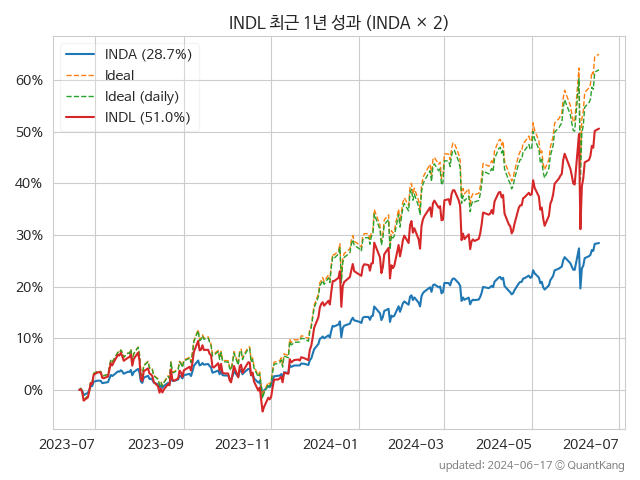 INDL 최근 1년 성과 (INDA × 2)
INDA (28.7%)
Ideal
Ideal (daily)
INDL (51.0%)
60%
50%
40%
30%
20%
10%
0%
2023-07 2023-09 2023-11 2024-01 2024-03 2024-05 2024-07
updated: 2024-06-17 © QuantKang